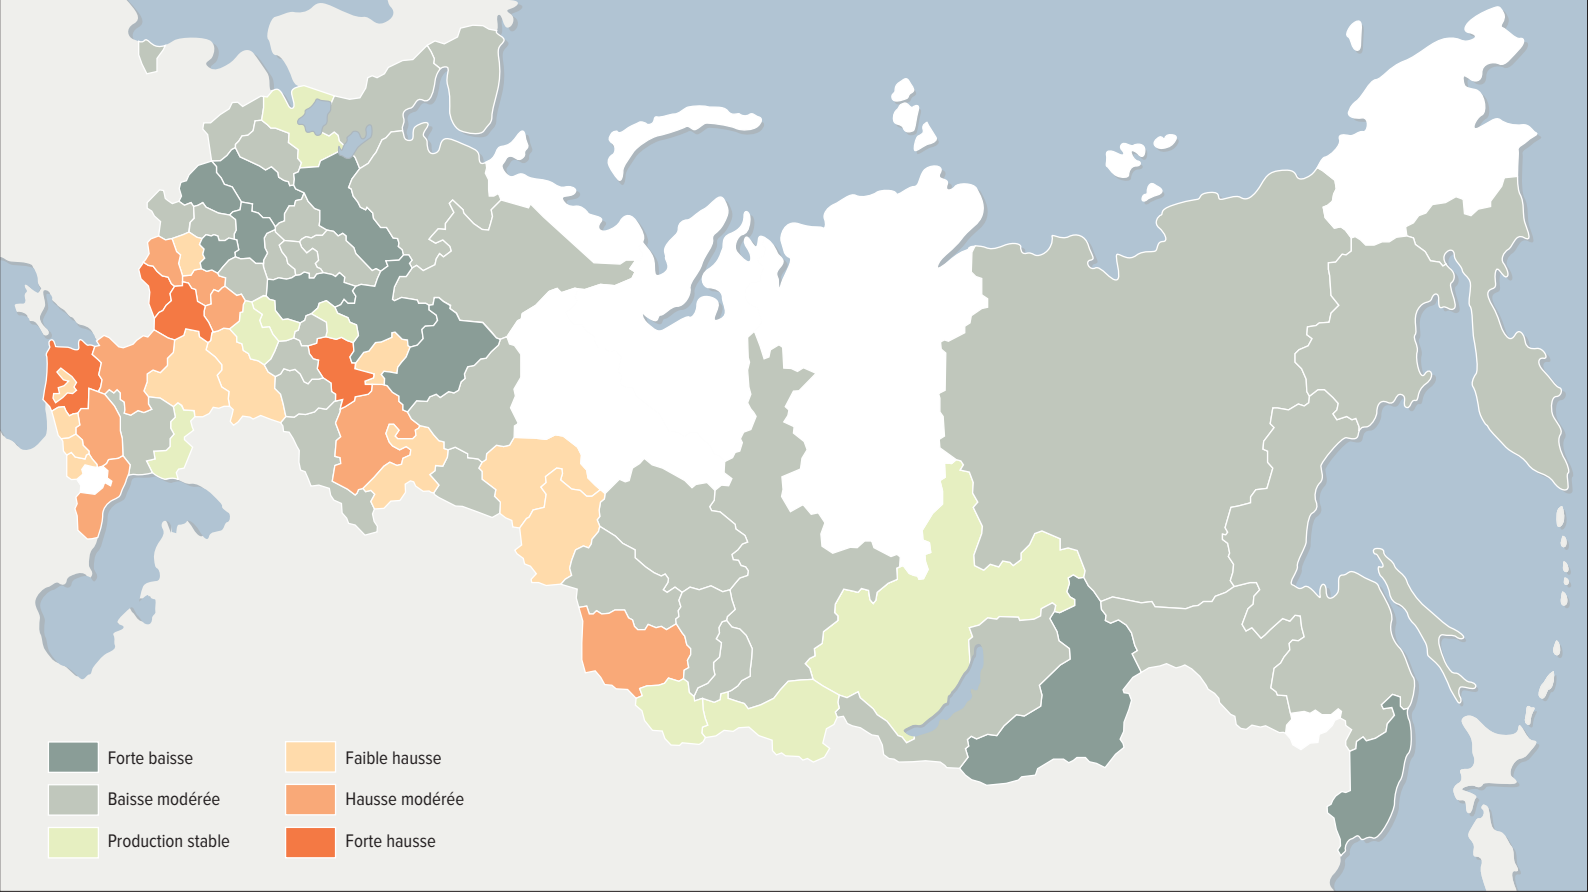 Forte baisse
Baisse modérée
Production stable
Faible hausse
Hausse modérée
Forte hausse